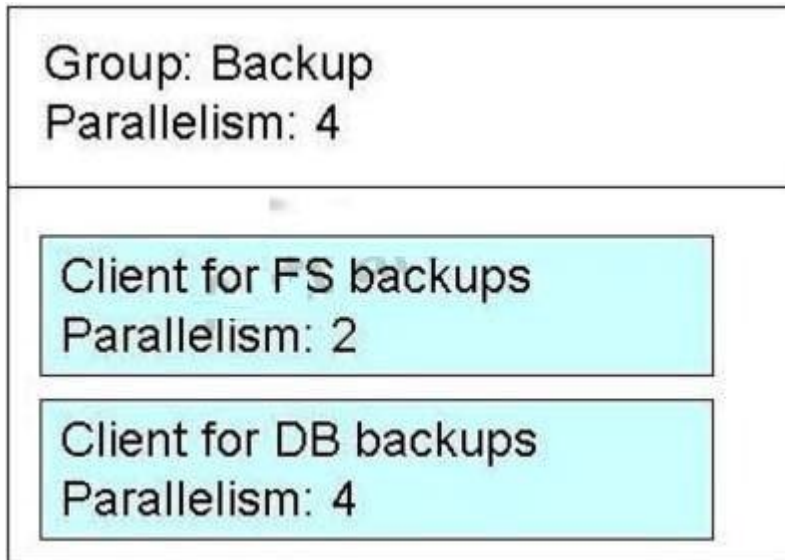 Group: Backup
Parallelism: 4
Client for FS backups
Parallelism: 2
Client for DB backups
Parallelism: 4